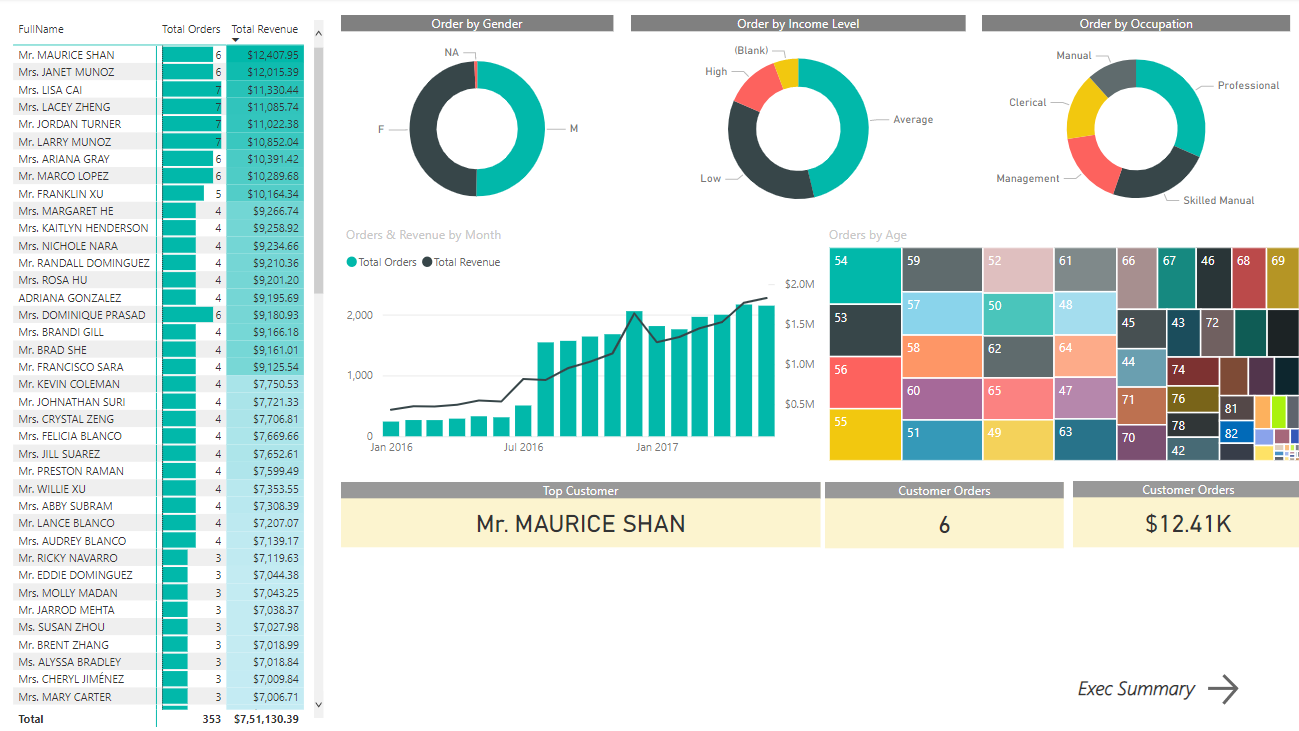 FullName Total Orders Total Revenue
Mr. MAURICE SHAN 6 $12,407.95
Mrs. JANET MUNOZ 6 $12,015.39
Mrs. LISA CAI 7 $11,330.44
Mrs. LACEY ZHENG 7 $11,085.74
Mr. JORDAN TURNER 7 $11,022.38
Mr. LARRY MUNOZ 7 $10,852.04
Mrs. ARIANA GRAY 6 $10,391.42
Mr. MARCO LOPEZ 6 $10,289.68
Mr. FRANKLIN XU 5 $10,164.34
Mrs. MARGARET HE 4 $9,266.74
Mrs. KAITLYN HENDERSON 4 $9,258.92
Mrs. NICHOLE NARA 4 $9,234.66
Mr. RANDALL DOMINGUEZ 4 $9,210.36
Mrs. ROSA HU 4 $9,201.20
ADRIANA GONZALEZ 4 $9,195.69
Mrs. DOMINIQUE PRASAD 6 $9,180.93
Mrs. BRANDI GILL 4 $9,166.18
Mr. BRAD SHE 4 $9,161.01
Mr. FRANCISCO SARA 4 $9,125.54
Mr. KEVIN COLEMAN 4 $7,750.53
Mr. JOHNATHAN SURI 4 $7,721.33
Mrs. CRYSTAL ZENG 4 $7,706.81
Mrs. FELICIA BLANCO 4 $7,669.66
Mrs. JILL SUAREZ 4 $7,652.61
Mr. PRESTON RAMAN 4 $7,599.49
Mr. WILLIE XU 4 $7,353.55
Mrs. ABBY SUBRAM 4 $7,308.39
Mr. LANCE BLANCO 4 $7,207.07
Mrs. AUDREY BLANCO 4 $7,139.17
Mr. RICKY NAVARRO 3 $7,119.63
Mr. EDDIE DOMINGUEZ 3 $7,044.38
Mrs. MOLLY MADAN 3 $7,043.25
Mr. JARROD MEHTA 3 $7,038.37
Ms. SUSAN ZHOU 3 $7,027.98
Mr. BRENT ZHANG 3 $7,018.99
Ms. ALYSSA BRADLEY 3 $7,018.84
Mrs. CHERYL JIMÉNEZ 3 $7,009.84
Mrs. MARY CARTER 3 $7,006.71
Total 353 $7,51,130.39
Order by Gender
NA
F
M
Order by Income Level
(Blank)
High
Average
Low
Order by Occupation
Manual
Professional
Clerical
Management
Skilled Manual
Orders & Revenue by Month
Total Orders Total Revenue
$2.0M
2,000
$1.5M
1,000
$1.0M
$0.5M
0
Jan 2016 Jul 2016 Jan 2017
Orders by Age
54 59 52 61 66 67 46 68 69
57 50 48
53 45 43 72
58 62 64
44
56 74
60 65 47
71 76
81
55 78
51 49 63 70 82
42
Top Customer
Mr. MAURICE SHAN
Customer Orders
6
Customer Orders
$12.41K
Exec Summary